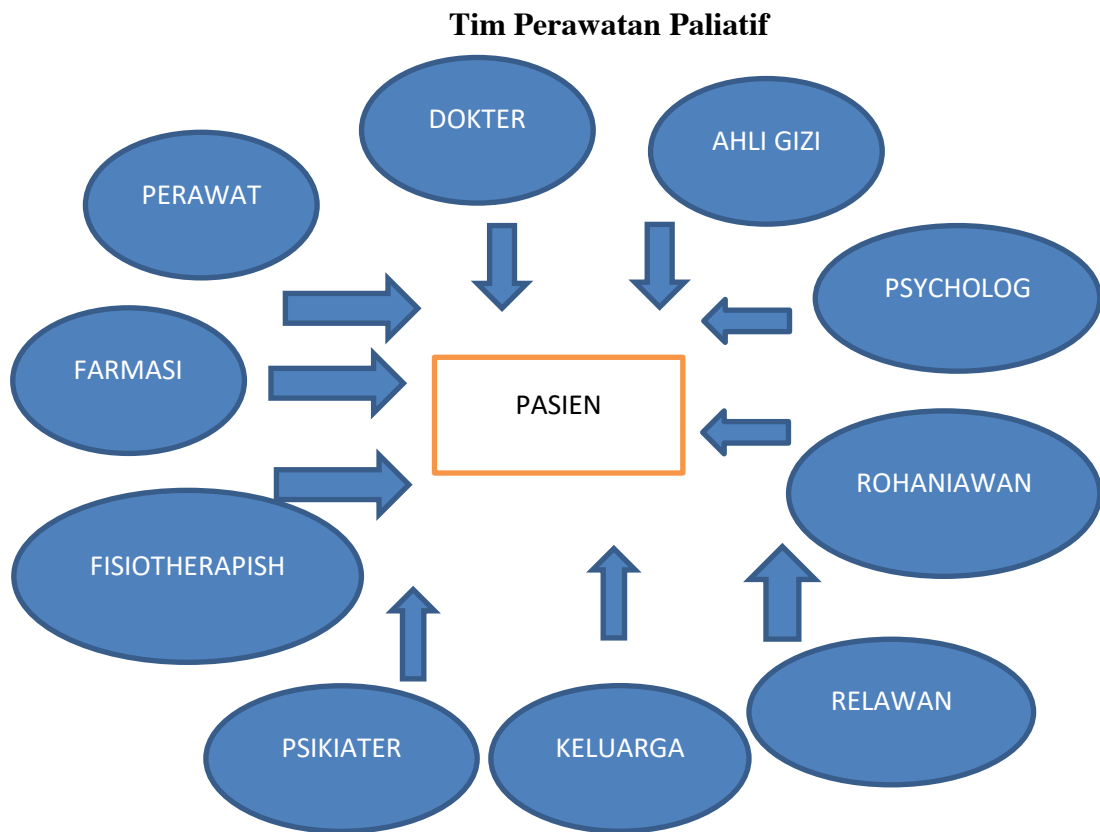 Tim Perawatan Paliatif
DOKTER
AHLI GIZI
PERAWAT
PSYCHOLOG
FARMASI
PASIEN
ROHANIAWAN
FISIOTHERAPISH
RELAWAN
PSIKIATER
KELUARGA